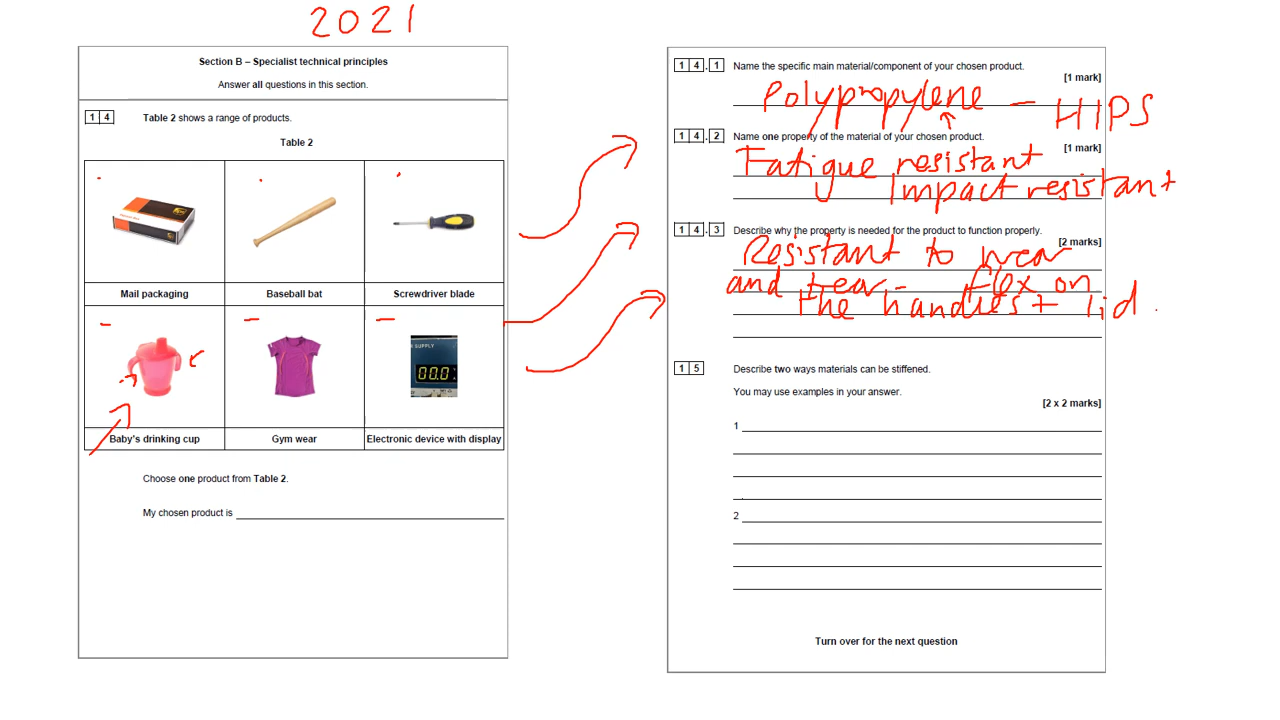 2021
Section B – Specialist technical principles
Answer all questions in this section.
1 4 Table 2 shows a range of products.
Table 2
Mail packaging Baseball bat Screwdriver blade
SUPPLY
00.0
Baby's drinking cup Gym wear Electronic device with display
Choose one product from Table 2.
My chosen product is
1 4 . 1 Name the specific main material/component of your chosen product.
[1 mark]
Polypropylene – HIPS
1 4 . 2 Name one property of the material of your chosen product.
[1 mark]
Fatigue resistant
Impact resistant
1 4 . 3 Describe why the property is needed for the product to function properly.
[2 marks]
Resistant to wear
and tear – flex on
the handles + lid.
1 5 Describe two ways materials can be stiffened.
You may use examples in your answer.
[2 x 2 marks]
1
2
Turn over for the next question